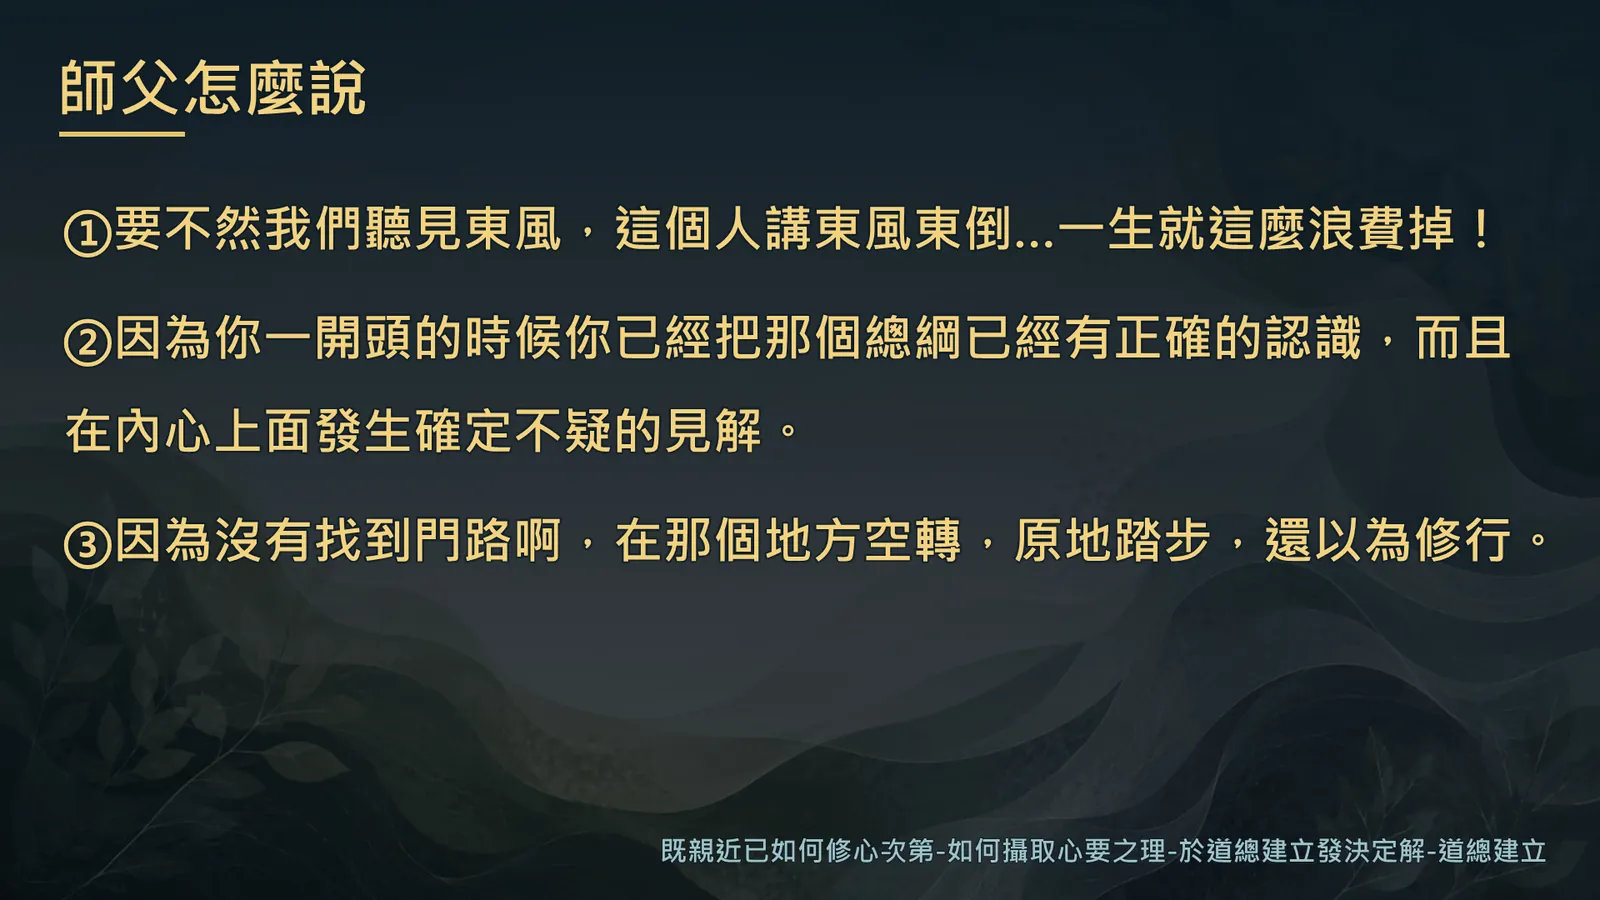 師父怎麼說
①要不然我們聽見東風，這個人講東風東倒...一生就這麼浪費掉！
②因為你一開頭的時候你已經把那個總綱已經有正確的認識，而且
在內心上面發生確定不疑的見解。
③因為沒有找到門路啊，在那個地方空轉，原地踏步，還以為修行。
既親近已如何修心次第-如何攝取心要之理-於道總建立發決定解-道總建立